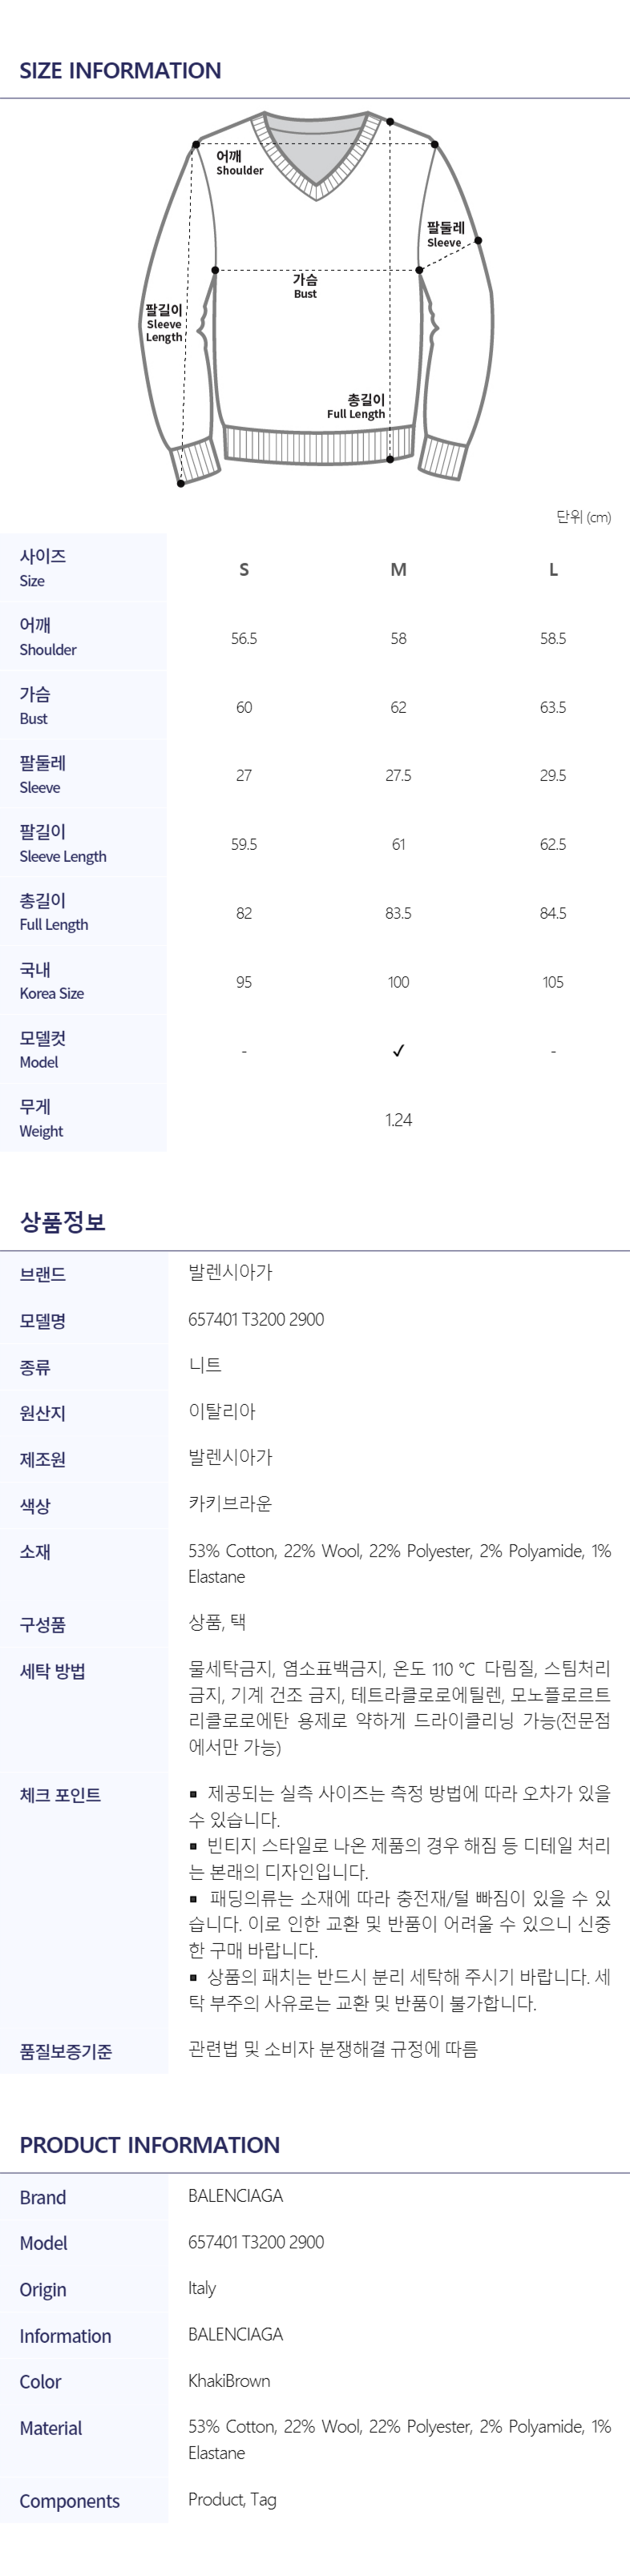 SIZE INFORMATION
어깨
Shoulder
팔둘레
Sleeve
가슴
Bust
팔길이
Sleeve
Length
총길이
Full Length
단위 (cm)
사이즈
Size
S M L
어깨
Shoulder
56.5 58 58.5
가슴
Bust
60 62 63.5
팔둘레
Sleeve
27 27.5 29.5
팔길이
Sleeve Length
59.5 61 62.5
총길이
Full Length
82 83.5 84.5
국내
Korea Size
95 100 105
모델컷
Model
- ✓ -
무게
Weight
1.24
상품정보
브랜드 발렌시아가
모델명 657401 T3200 2900
종류 니트
원산지 이탈리아
제조원 발렌시아가
색상 카키브라운
소재 53% Cotton, 22% Wool, 22% Polyester, 2% Polyamide, 1%
Elastane
구성품 상품, 택
세탁 방법 물세탁금지, 염소표백금지, 온도 110 °C 다림질, 스팀처리
금지, 기계 건조 금지, 테트라클로로에틸렌, 모노플로르트
리클로로에탄 용제로 약하게 드라이클리닝 가능(전문점
에서만 가능)
체크 포인트 ▪ 제공되는 실측 사이즈는 측정 방법에 따라 오차가 있을
수 있습니다.
▪ 빈티지 스타일로 나온 제품의 경우 해짐 등 디테일 처리
는 본래의 디자인입니다.
▪ 패딩의류는 소재에 따라 충전재/털 빠짐이 있을 수 있
습니다. 이로 인한 교환 및 반품이 어려울 수 있으니 신중
한 구매 바랍니다.
▪ 상품의 패치는 반드시 분리 세탁해 주시기 바랍니다. 세
탁 부주의 사유로는 교환 및 반품이 불가합니다.
품질보증기준 관련법 및 소비자 분쟁해결 규정에 따름
PRODUCT INFORMATION
Brand BALENCIAGA
Model 657401 T3200 2900
Origin Italy
Information BALENCIAGA
Color KhakiBrown
Material 53% Cotton, 22% Wool, 22% Polyester, 2% Polyamide, 1%
Elastane
Components Product, Tag